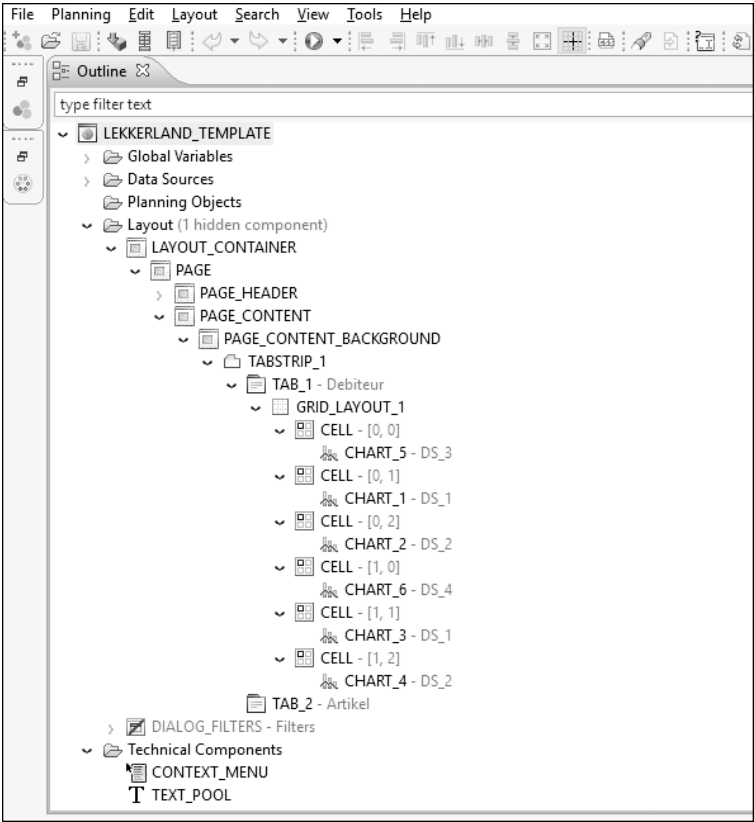 File Planning Edit Layout Search View Tools Help
Outline
type filter text
LEKKERLAND_TEMPLATE
Global Variables
Data Sources
Planning Objects
Layout (1 hidden component)
LAYOUT_CONTAINER
PAGE
PAGE_HEADER
PAGE_CONTENT
PAGE_CONTENT_BACKGROUND
TABSTRIP_1
TAB_1 - Debiteur
GRID_LAYOUT_1
CELL - [0, 0]
CHART_5 - DS_3
CELL - [0, 1]
CHART_1 - DS_1
CELL - [0, 2]
CHART_2 - DS_2
CELL - [1, 0]
CHART_6 - DS_4
CELL - [1, 1]
CHART_3 - DS_1
CELL - [1, 2]
CHART_4 - DS_2
TAB_2 - Artikel
DIALOG_FILTERS - Filters
Technical Components
CONTEXT_MENU
TEXT_POOL